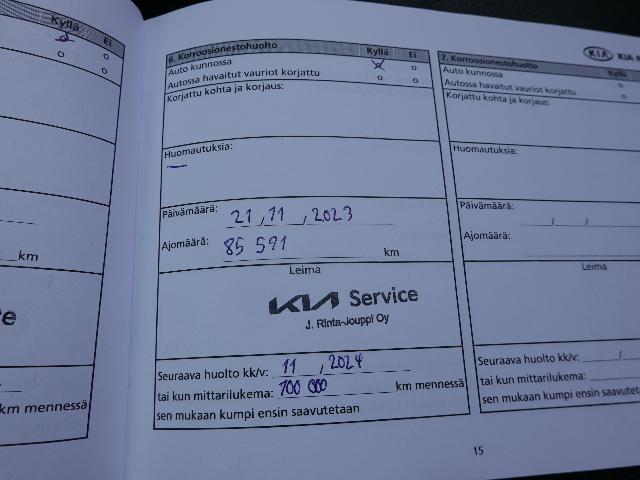 Kyllä Ei
km
e
km mennessä
6. Korroosionestohuolto Kyllä Ei
Auto kunnossa
Autossa havaitut vauriot korjattu
Korjattu kohta ja korjaus:
Huomautuksia:
—
Päivämäärä: 21 , 11 , 2023
Ajomäärä: 85 591 km
Leima
KIA Service
J. Rinta-Jouppi Oy
Seuraava huolto kk/v: 11 , 2024
tai kun mittarilukema: 100 000 km mennessä
sen mukaan kumpi ensin saavutetaan
15
KIA KIA
7. Korroosionestohuolto
Auto kunnossa Kyllä
Autossa havaitut vauriot korjattu
Korjattu kohta ja korjaus:
Huomautuksia:
Päivämäärä: / /
Ajomäärä:
Leima
Seuraava huolto kk/v: /
tai kun mittarilukema:
sen mukaan kumpi ensin